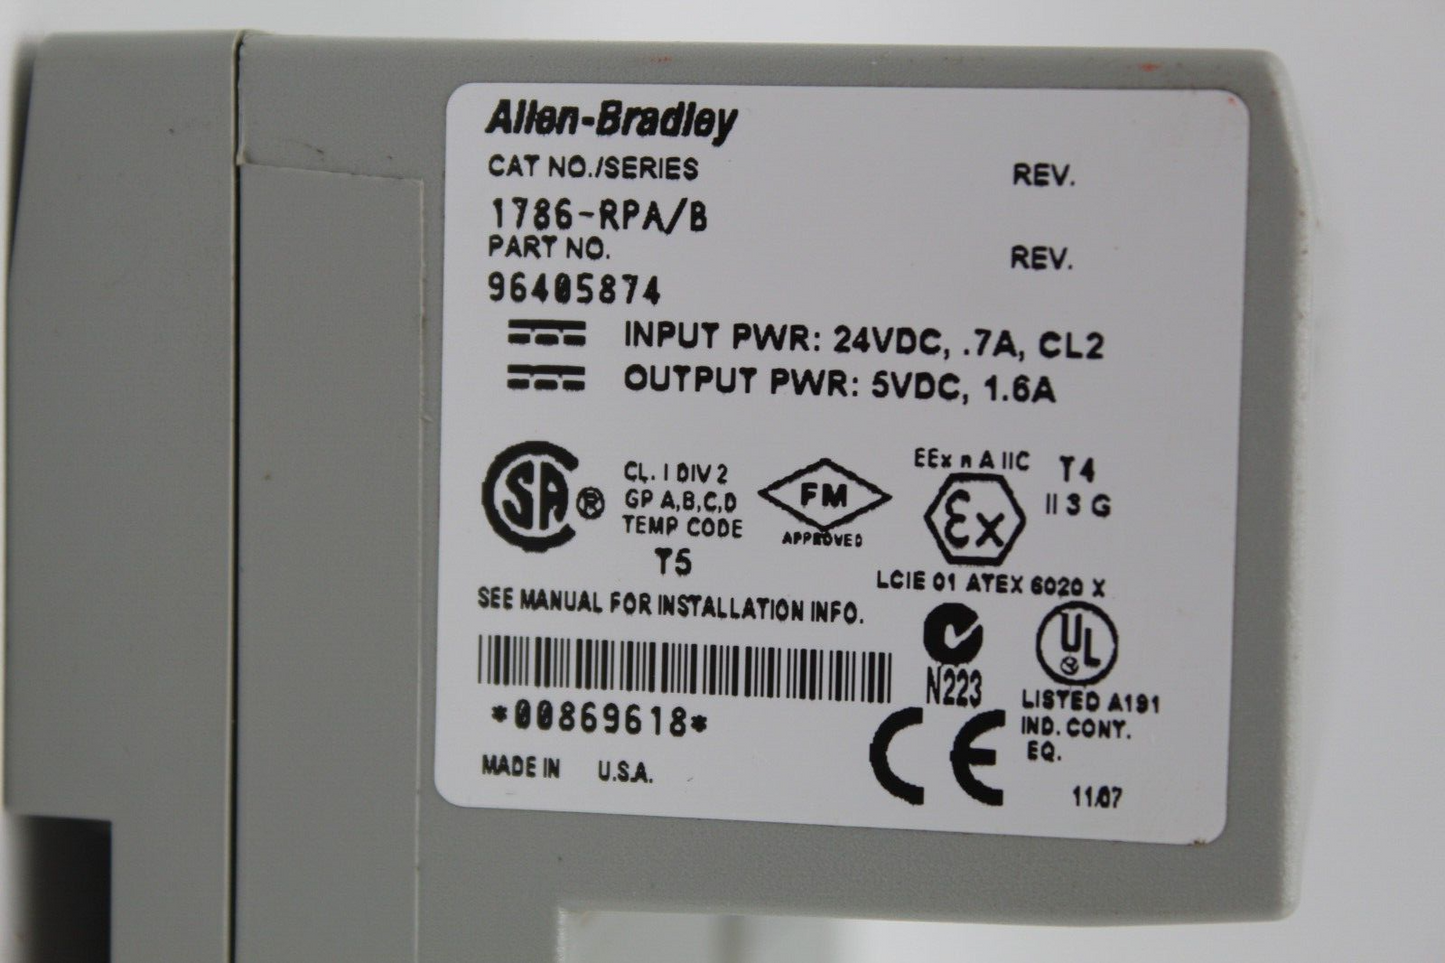 Allen-Bradley
CAT NO./SERIES REV.
1786-RPA/B
PART NO. REV.
96405874
INPUT PWR: 24VDC, .7A, CL2
OUTPUT PWR: 5VDC, 1.6A
SA ®
CL. I DIV 2
GP A,B,C,D
TEMP CODE
T5
FM
APPROVED
EEx n A IIC T4
II 3 G
Ex
LCIE 01 ATEX 6020 X
SEE MANUAL FOR INSTALLATION INFO.
N223
UL
LISTED A191
IND. CONT.
EQ.
*00869618*
CE
MADE IN U.S.A.
11/07